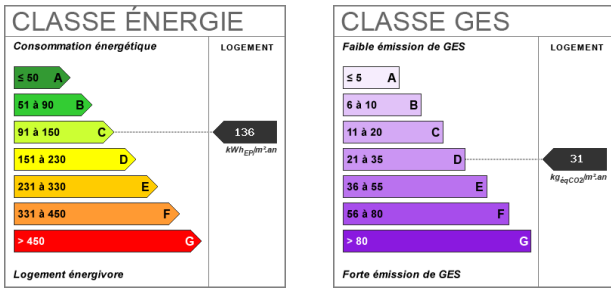 CLASSE ÉNERGIE
Consommation énergétique
LOGEMENT
≤ 50 A
51 à 90 B
91 à 150 C
136
kWhEP/m².an
151 à 230 D
231 à 330 E
331 à 450 F
> 450 G
Logement énergivore
CLASSE GES
Faible émission de GES
LOGEMENT
≤ 5 A
6 à 10 B
11 à 20 C
21 à 35 D
31
kgéqCO2/m².an
36 à 55 E
56 à 80 F
> 80 G
Forte émission de GES